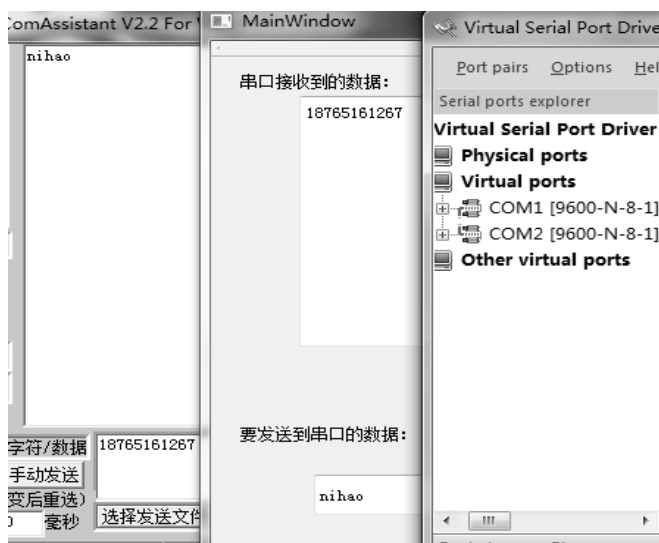 ComAssistant V2.2 For
nihao
字符/数据
18765161267
手动发送
变后重选)
毫秒
选择发送文件
MainWindow
串口接收到的数据：
18765161267
要发送到串口的数据：
nihao
Virtual Serial Port Drive
Port pairs Options Hel
Serial ports explorer
Virtual Serial Port Driver
Physical ports
Virtual ports
COM1 [9600-N-8-1]
COM2 [9600-N-8-1]
Other virtual ports